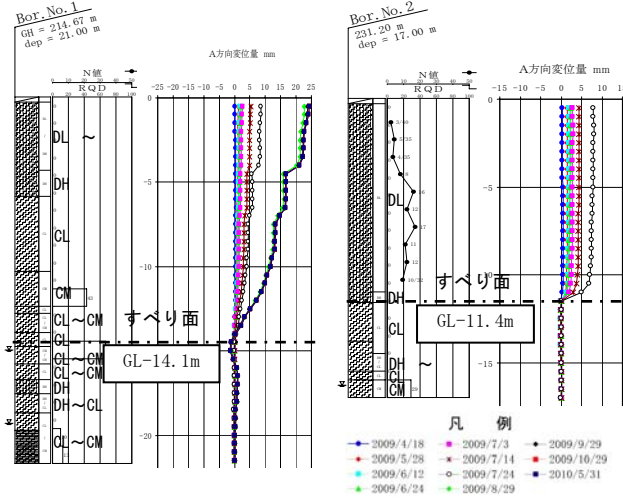 Bor. No. 1
GH = 214.67 m
dep = 21.00 m
N値
RQD
A方向変位量 mm
-25 -20 -15 -10 -5 0 5 10 15 20 25
0
-5
-10
-20
DL ～
DH
CL
CM
CL～CM
CL
CL～CM
CL～CM
DH
DH～CL
CL～CM
すべり面
GL-14.1m
Bor. No. 2
231.20 m
dep = 17.00 m
N値
RQD
A方向変位量 mm
-15 -10 -5 0 5 10 15
0
-5
-10
-15
DL
DH
CL
DH ～
CL
CM
すべり面
GL-11.4m
凡 例
2009/4/18 2009/7/3 2009/9/29
2009/5/28 2009/7/14 2009/10/29
2009/6/12 2009/7/24 2010/5/31
2009/6/24 2009/8/29